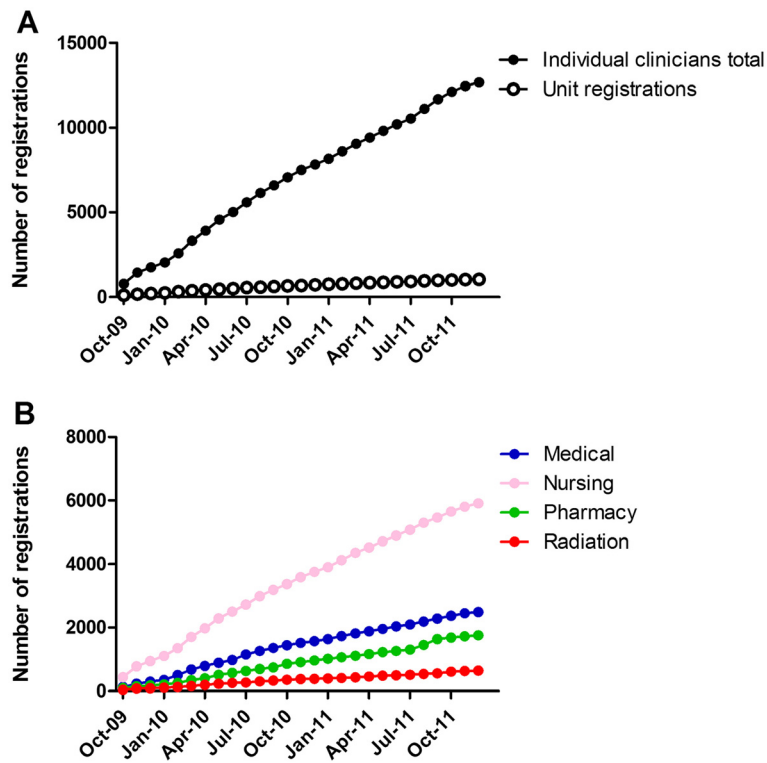 A
Number of registrations
15000
10000
5000
0
Oct-09
Jan-10
Apr-10
Jul-10
Oct-10
Jan-11
Apr-11
Jul-11
Oct-11
Individual clinicians total
Unit registrations
B
Number of registrations
8000
6000
4000
2000
0
Oct-09
Jan-10
Apr-10
Jul-10
Oct-10
Jan-11
Apr-11
Jul-11
Oct-11
Medical
Nursing
Pharmacy
Radiation